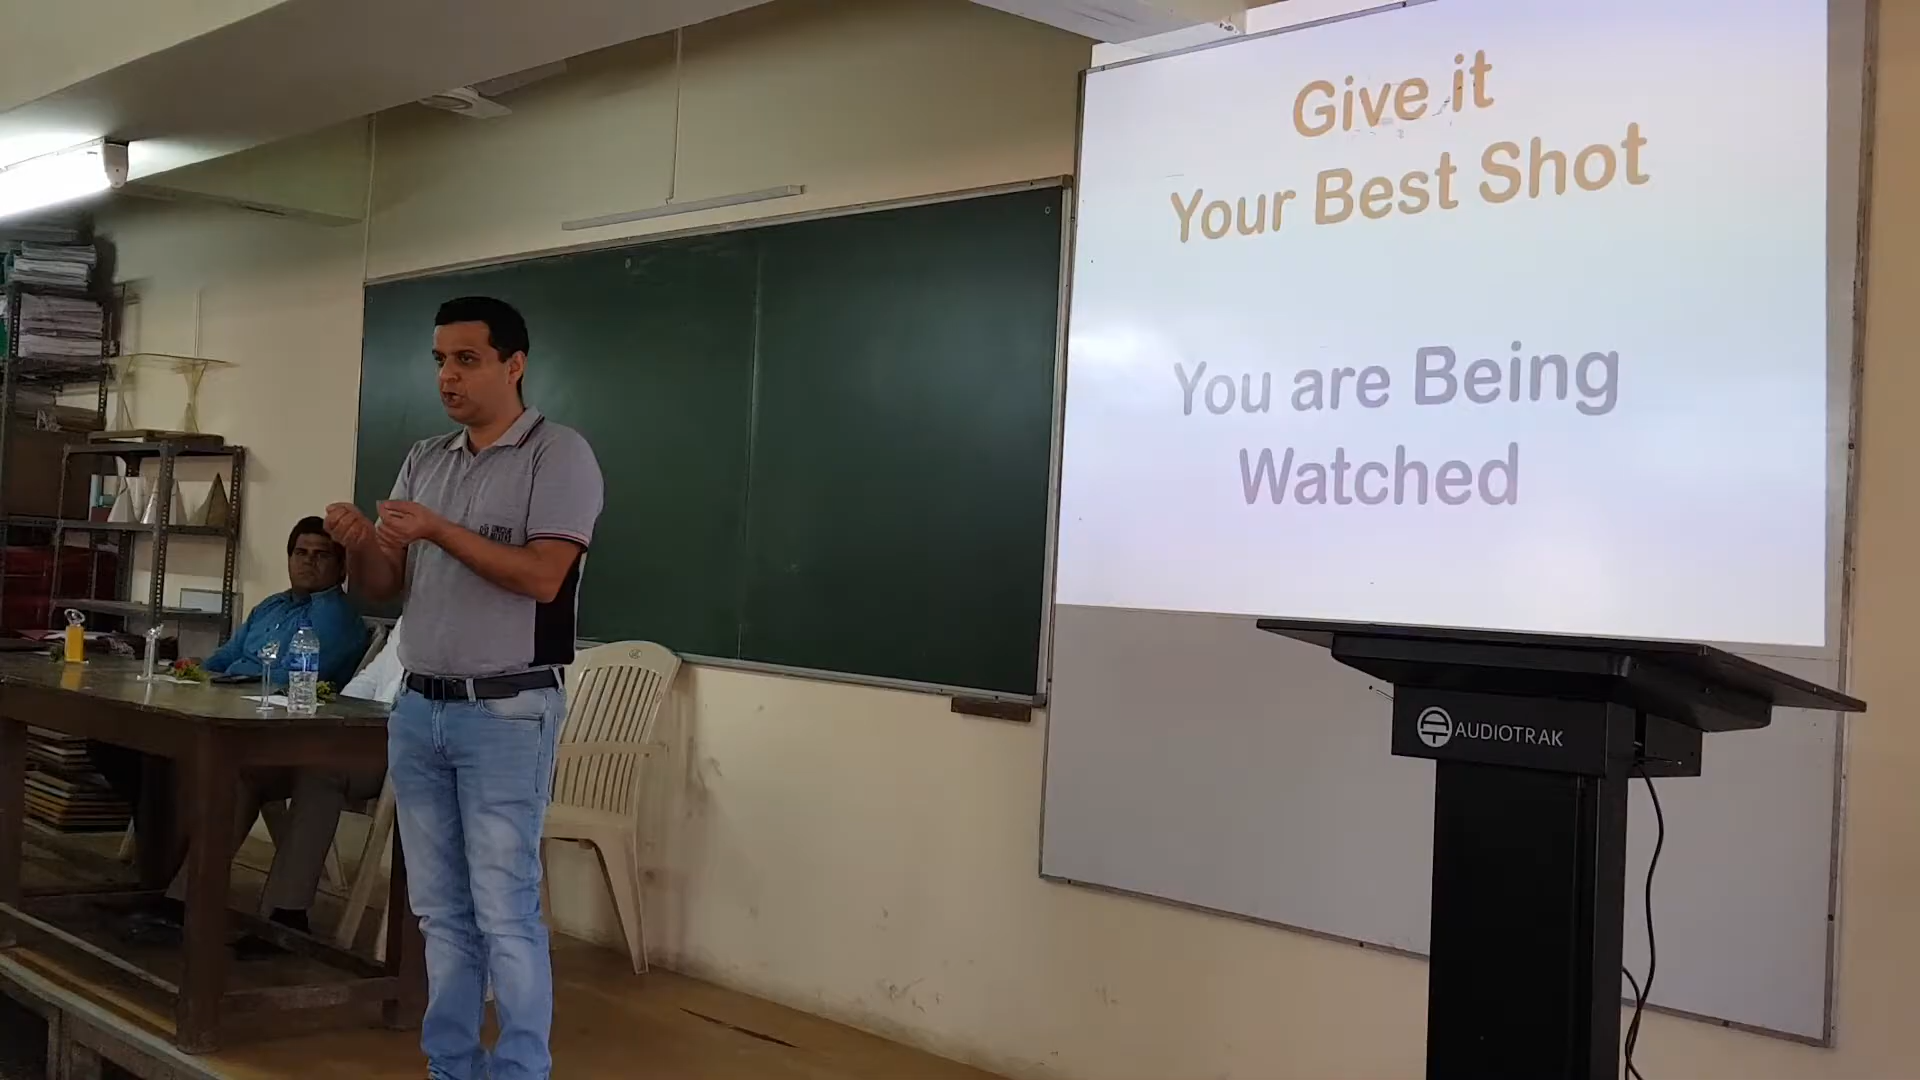 Give it
Your Best Shot
You are Being
Watched
AUDIOTRAK